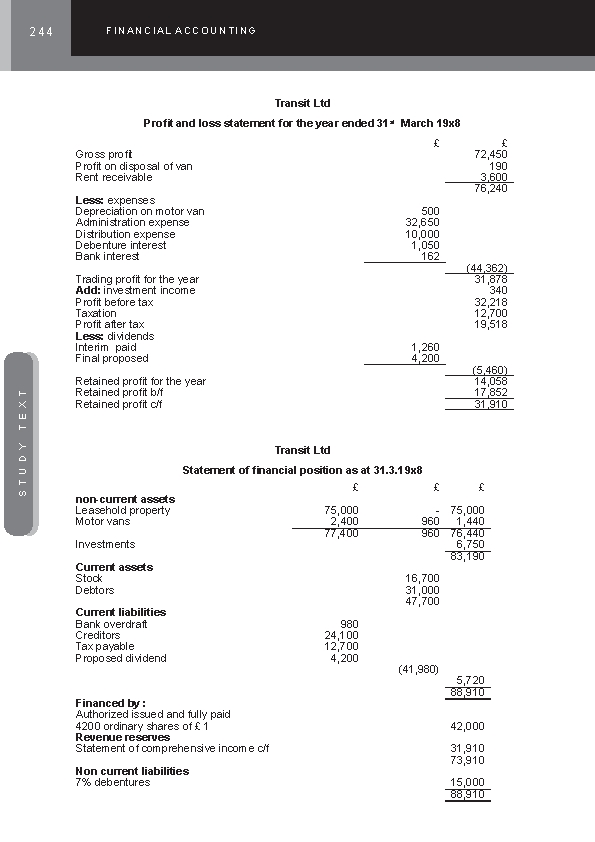 244 FINANCIAL ACCOUNTING
Transit Ltd
Profit and loss statement for the year ended 31st March 19x8
£ £
Gross profit 72,450
Profit on disposal of van 190
Rent receivable 3,600
76,240
Less: expenses
Depreciation on motor van 500
Administration expense 32,650
Distribution expense 10,000
Debenture interest 1,050
Bank interest 162
(44,362)
Trading profit for the year 31,878
Add: investment income 340
Profit before tax 32,218
Taxation 12,700
Profit after tax 19,518
Less: dividends
Interim paid 1,260
Final proposed 4,200
(5,460)
Retained profit for the year 14,058
Retained profit b/f 17,852
Retained profit c/f 31,910
STUDY TEXT
Transit Ltd
Statement of financial position as at 31.3.19x8
£ £ £
non-current assets
Leasehold property 75,000 - 75,000
Motor vans 2,400 960 1,440
77,400 960 76,440
Investments 6,750
83,190
Current assets
Stock 16,700
Debtors 31,000
47,700
Current liabilities
Bank overdraft 980
Creditors 24,100
Tax payable 12,700
Proposed dividend 4,200
(41,980)
5,720
88,910
Financed by :
Authorized issued and fully paid
4200 ordinary shares of £ 1 42,000
Revenue reserves
Statement of comprehensive income c/f 31,910
73,910
Non current liabilities
7% debentures 15,000
88,910